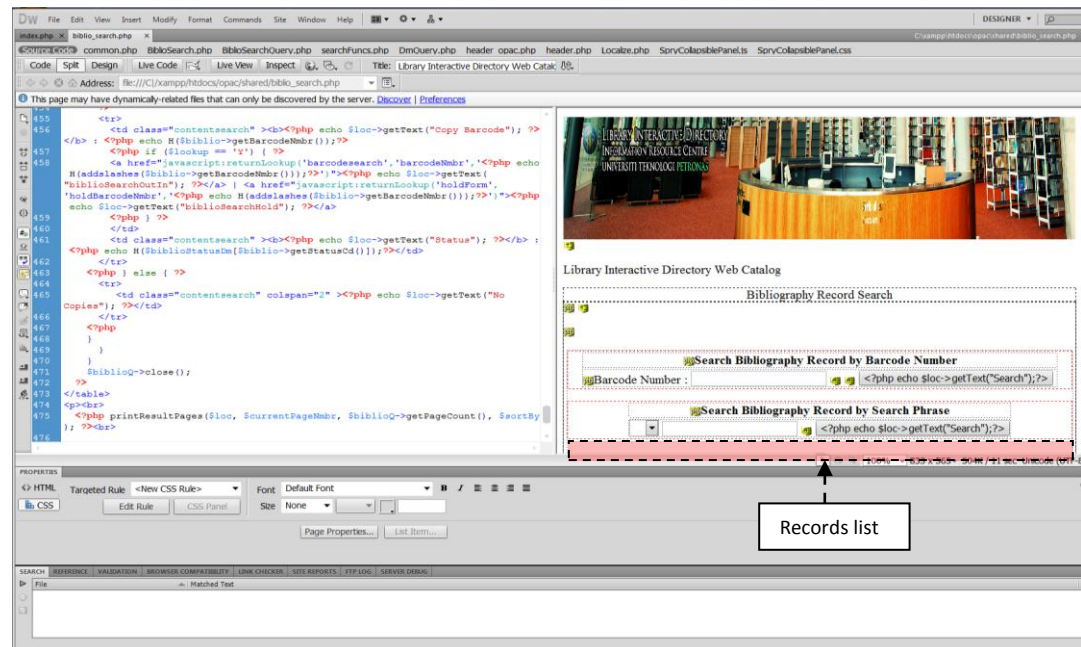 DW File Edit View Insert Modify Format Commands Site Window Help DESIGNER
index.php × biblio_search.php × C:\xampp\htdocs\opac\shared\biblio_search.php
Source Code common.php BiblioSearch.php BiblioSearchQuery.php searchFuncs.php DmQuery.php header_opac.php header.php Localize.php SpryCollapsiblePanel.js SpryCollapsiblePanel.css
Code Split Design Live Code Live View Inspect Title: Library Interactive Directory Web Catalo
Address: file:///C|/xampp/htdocs/opac/shared/biblio_search.php
This page may have dynamically-related files that can only be discovered by the server. Discover | Preferences
455 <tr>
456 <td class="contentsearch" ><b><?php echo $loc->getText("Copy Barcode"); ?>
</b> : <?php echo H($biblio->getBarcodeNmbr());?>
457 <?php if ($lookup == 'Y') { ?>
458 <a href="javascript:returnLookup('barcodesearch','barcodeNmbr','<?php echo
H(addslashes($biblio->getBarcodeNmbr()));?>')"><?php echo $loc->getText(
"biblioSearchOutIn"); ?></a> | <a href="javascript:returnLookup('holdForm',
'holdBarcodeNmbr','<?php echo H(addslashes($biblio->getBarcodeNmbr()));?>')"><?php
echo $loc->getText("biblioSearchHold"); ?></a>
459 <?php } ?>
460 </td>
461 <td class="contentsearch" ><b><?php echo $loc->getText("Status"); ?></b> :
<?php echo H($biblioStatusDm[$biblio->getStatusCd()]);?></td>
462 </tr>
463 <?php } else { ?>
464 <tr>
465 <td class="contentsearch" colspan="2" ><?php echo $loc->getText("No
Copies"); ?></td>
466 </tr>
467 <?php
468 }
469 }
470 }
471 $biblioQ->close();
472 ?>
473 </table>
474 <p><br>
475 <?php printResultPages($loc, $currentPageNmbr, $biblioQ->getPageCount(), $sortBy
); ?><br>
476
LIBRARY INTERACTIVE DIRECTORY
INFORMATION RESOURCE CENTRE
UNIVERSITI TEKNOLOGI PETRONAS
Library Interactive Directory Web Catalog
Bibliography Record Search
Search Bibliography Record by Barcode Number
Barcode Number : <?php echo $loc->getText("Search");?>
Search Bibliography Record by Search Phrase
<?php echo $loc->getText("Search");?>
100% 504K / 11 sec Unicode (UTF-8
Records list
PROPERTIES
<> HTML Targeted Rule <New CSS Rule> Font Default Font B I
CSS Edit Rule CSS Panel Size None
Page Properties... List Item...
SEARCH REFERENCE VALIDATION BROWSER COMPATIBILITY LINK CHECKER SITE REPORTS FTP LOG SERVER DEBUG
File Matched Text